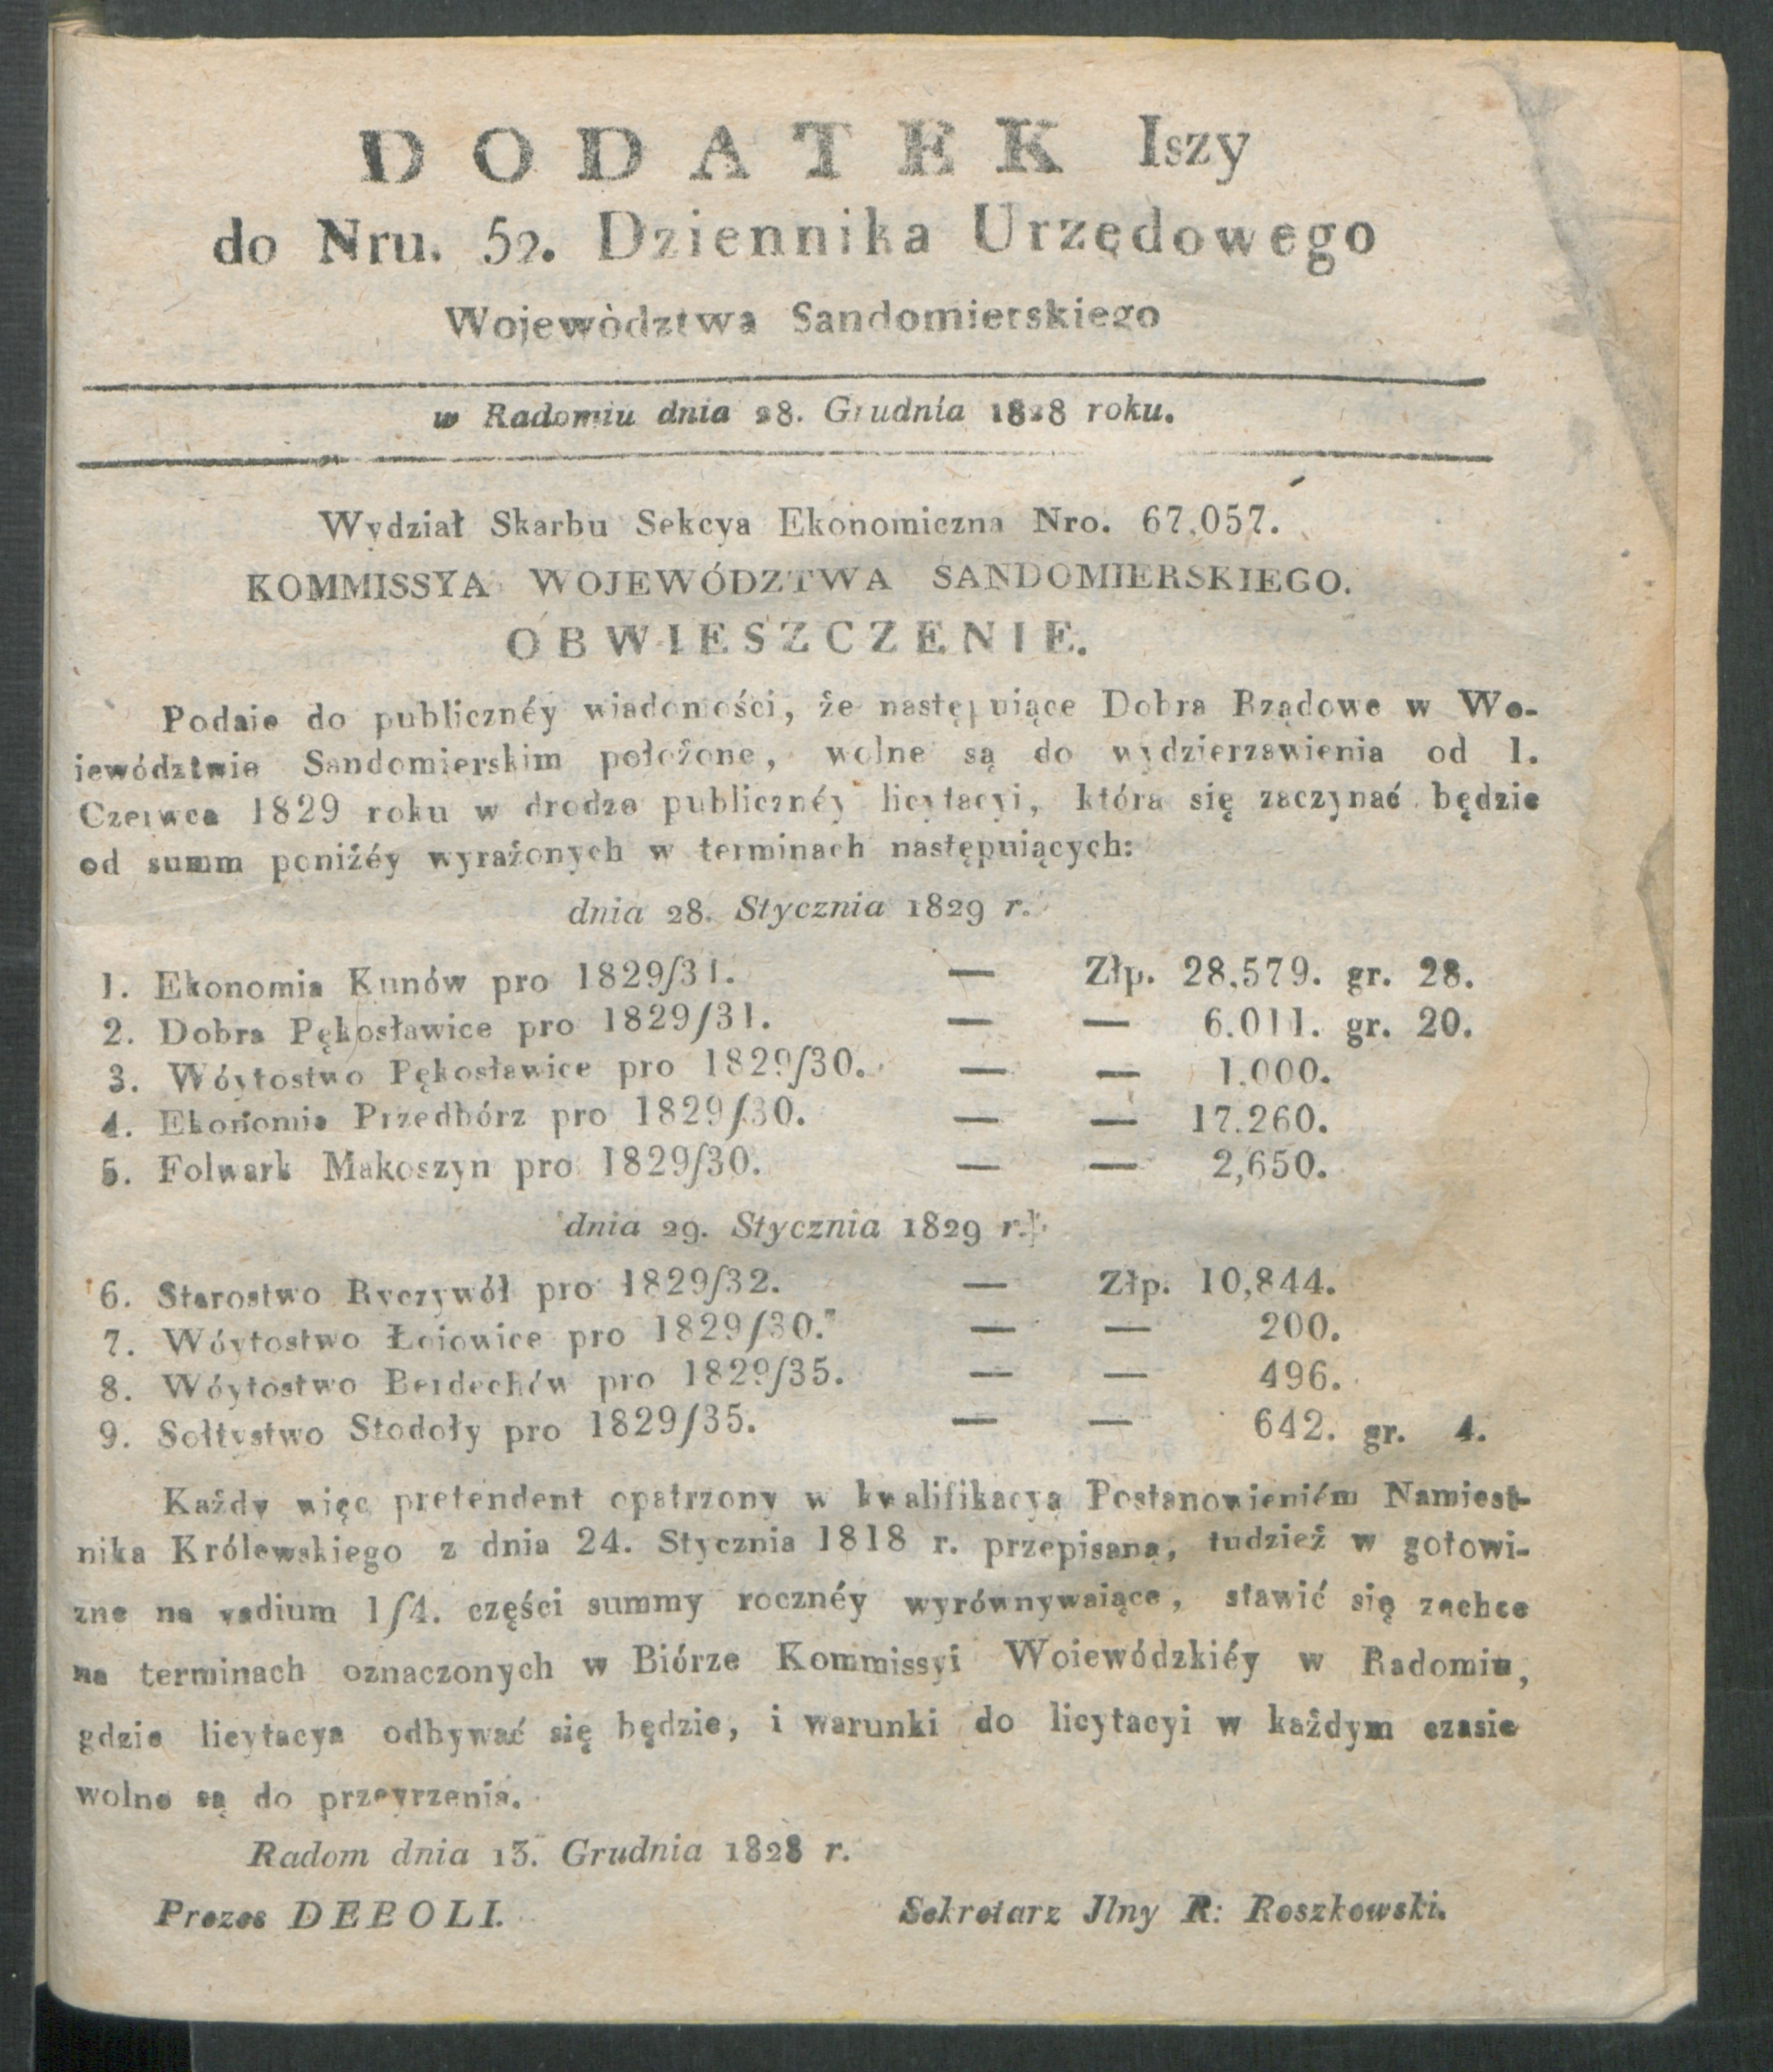 DODATEK Iszy
do Nru. 52. Dziennika Urzędowego
Wojewòdztwa Sandomierskiego
w Radomiu dnia 28. Grudnia 1828 roku.
Wydział Skarbu Sekcya Ekonomiczna Nro. 67,057.
KOMMISSYA WOJEWÓDZTWA SANDOMIERSKIEGO.
OBWIESZCZENIE.
Podaie do publicznéy wiadomości, że następuiące Dobra Rządowe w Wo-
iewództwie Sandomierskim położone, wolne są do wydzierzawienia od 1.
Czerwca 1829 roku w drodze publicznéy licytacyi, która się zaczynać będzie
od summ poniżéy wyrażonych w terminach następuiących:
dnia 28. Stycznia 1829 r.
1. Ekonomia Kunów pro 1829/31. — Złp. 28,579. gr. 28.
2. Dobra Pękosławice pro 1829/31. — — 6.011. gr. 20.
3. Wóytostwo Pękosławice pro 1829/30. — — 1.000.
4. Ekonomia Przedbórz pro 1829/30. — — 17.260.
5. Folwark Makoszyn pro 1829/30. — — 2,650.
dnia 29. Stycznia 1829 r.
6. Starostwo Ryczywół pro 1829/32. — Złp. 10,844.
7. Wóytostwo Łoiowice pro 1829/30. — — 200.
8. Wóytostwo Berdechów pro 1829/35. — — 496.
9. Sołtystwo Stodoły pro 1829/35. — — 642. gr. 4.
Każdy więc pretendent opatrzony w kwalifikacyą Postanowieniém Namiest-
nika Królewskiego z dnia 24. Stycznia 1818 r. przepisaną, tudzież w gotowi-
zne na vadium 1/4. części summy rocznéy wyrównywaiące, stawić się zechce
na terminach oznaczonych w Biórze Kommissyi Woiewódzkiéy w Radomiu,
gdzie licytacya odbywać się będzie, i warunki do licytacyi w każdym czasie
wolne są do przeyrzenia.
Radom dnia 13. Grudnia 1828 r.
Prezes DEBOLI. Sekretarz Jlny R: Roszkowski.